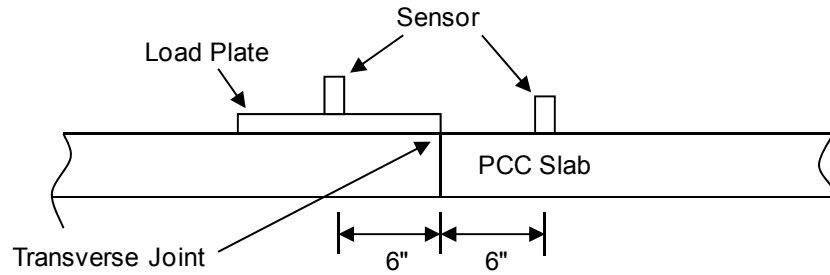 Sensor
Load Plate
PCC Slab
Transverse Joint
6"
6"